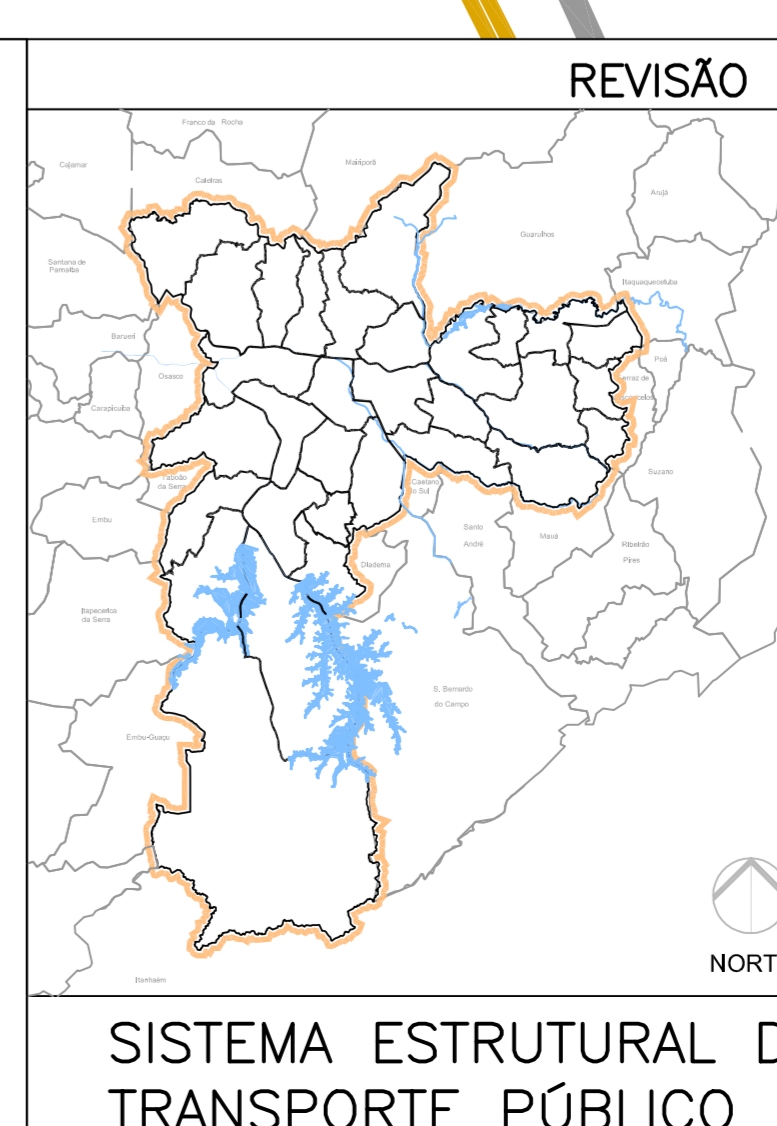 REVISÃO
Franco da Rocha
Cajamar
Mairiporã
Caieiras
Arujá
Guarulhos
Santana de
Parnaíba
Itaquaquecetuba
Barueri
Poá
Osasco
Ferraz de
Vasconcelos
Carapicuíba
Suzano
Taboão
da Serra
Caetano
do Sul
Embu
Santo
André
Mauá
Ribeirão
Pires
Diadema
Itapecerica
da Serra
S. Bernardo
do Campo
Embu-Guaçu
NORT
Itanhaém
SISTEMA ESTRUTURAL D
TRANSPORTE PÚBLICO